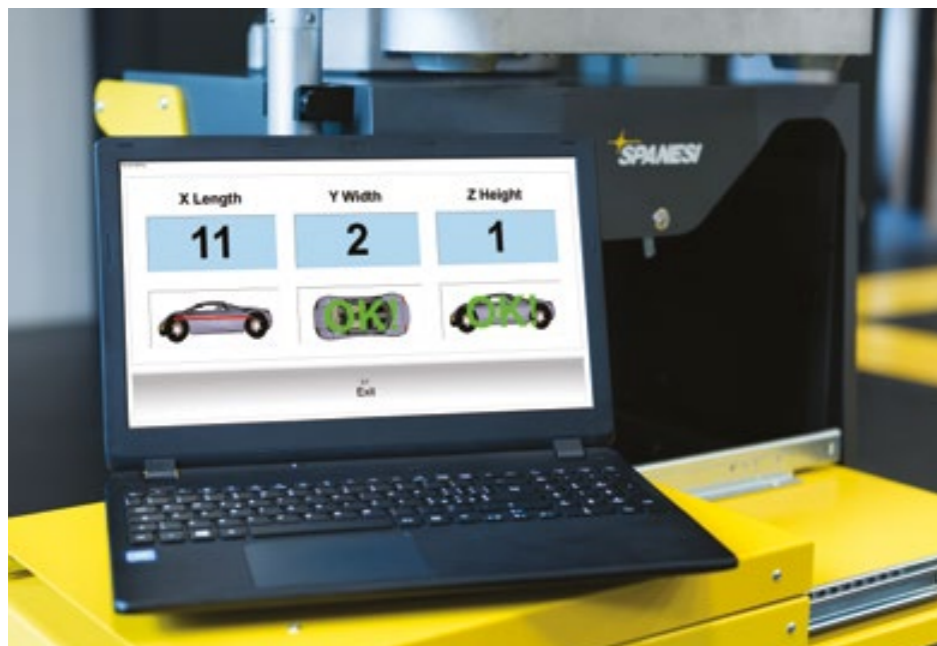 SPANESI
X Length
Y Width
Z Height
11
2
1
OK!
OK!
Exit